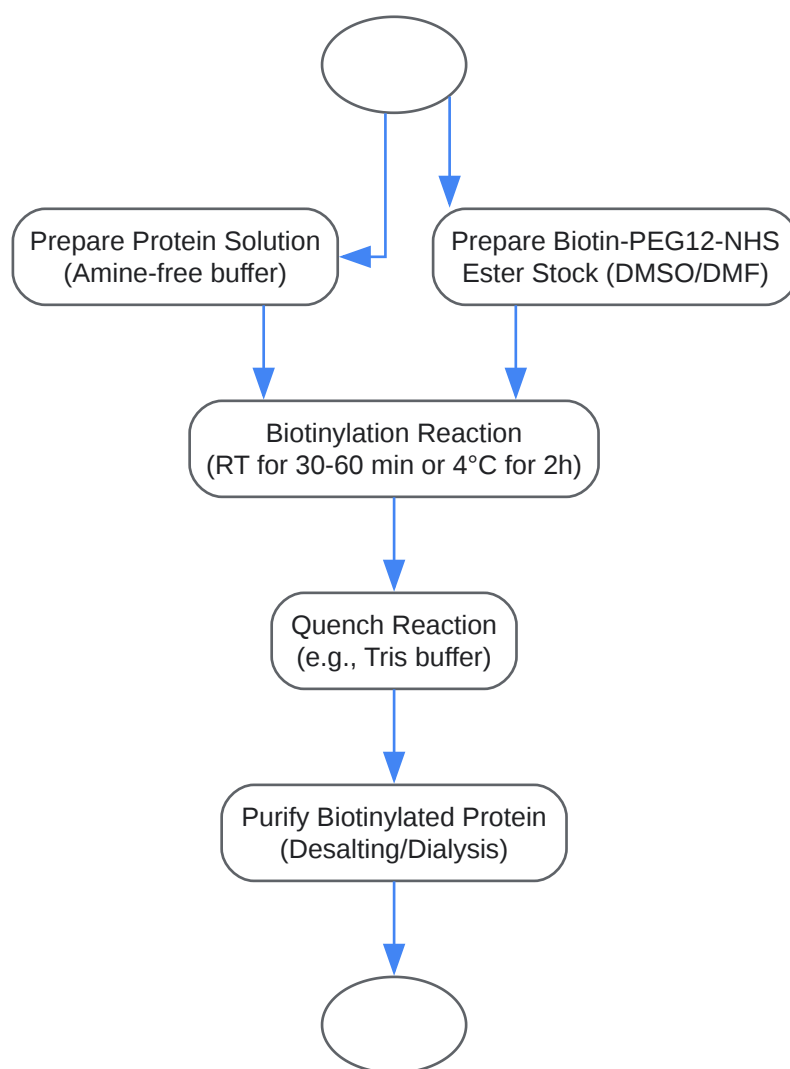 Prepare Protein Solution
(Amine-free buffer)
Prepare Biotin-PEG12-NHS
Ester Stock (DMSO/DMF)
Biotinylation Reaction
(RT for 30-60 min or 4°C for 2h)
Quench Reaction
(e.g., Tris buffer)
Purify Biotinylated Protein
(Desalting/Dialysis)